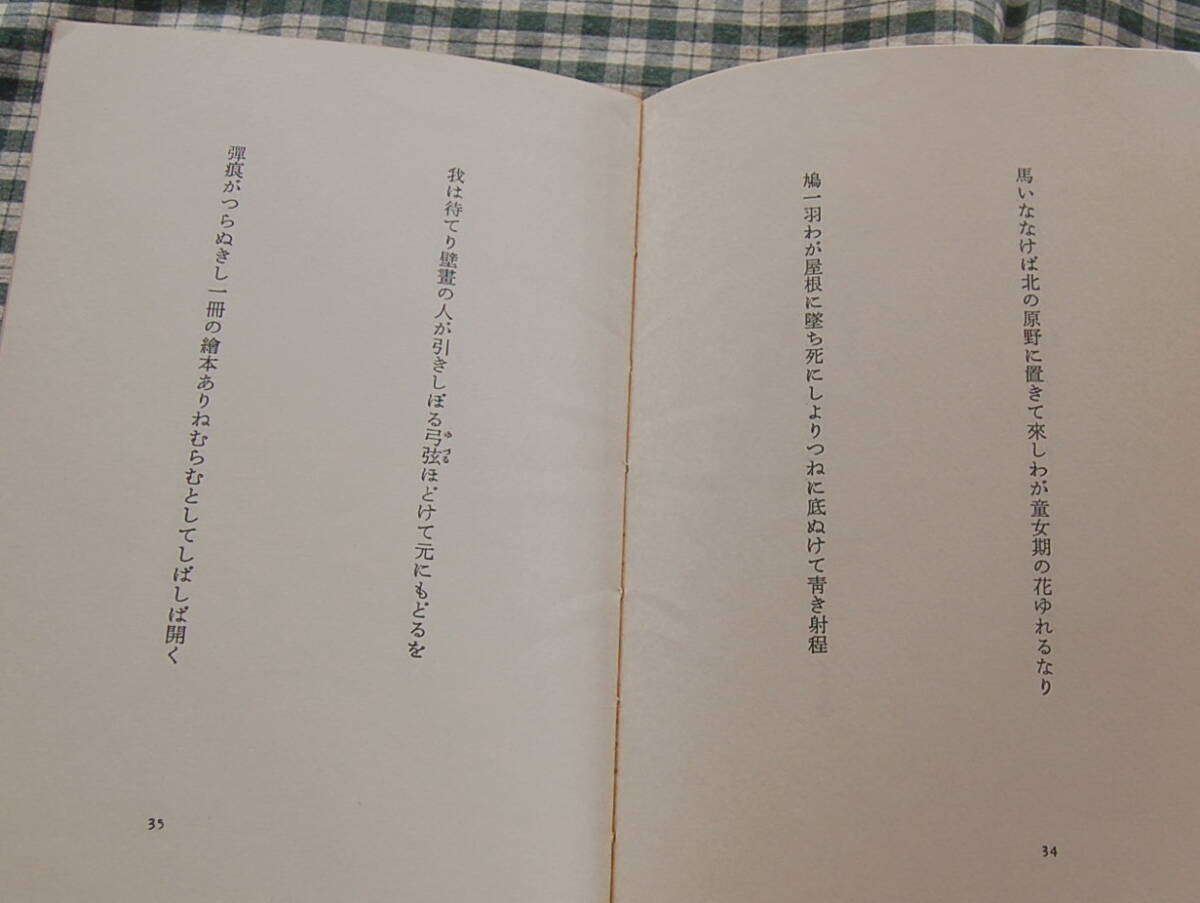 馬いななけば北の原野に置きて來しわが童女期の花ゆれるなり
鳩一羽わが屋根に墜ち死にしよりつねに底ぬけて靑き射程
34
我は待てり壁畫の人が引きしぼる弓弦ほどけて元にもどるを
ゆづる
彈痕がつらぬきし一冊の繪本ありねむらむとしてしばしば開く
35